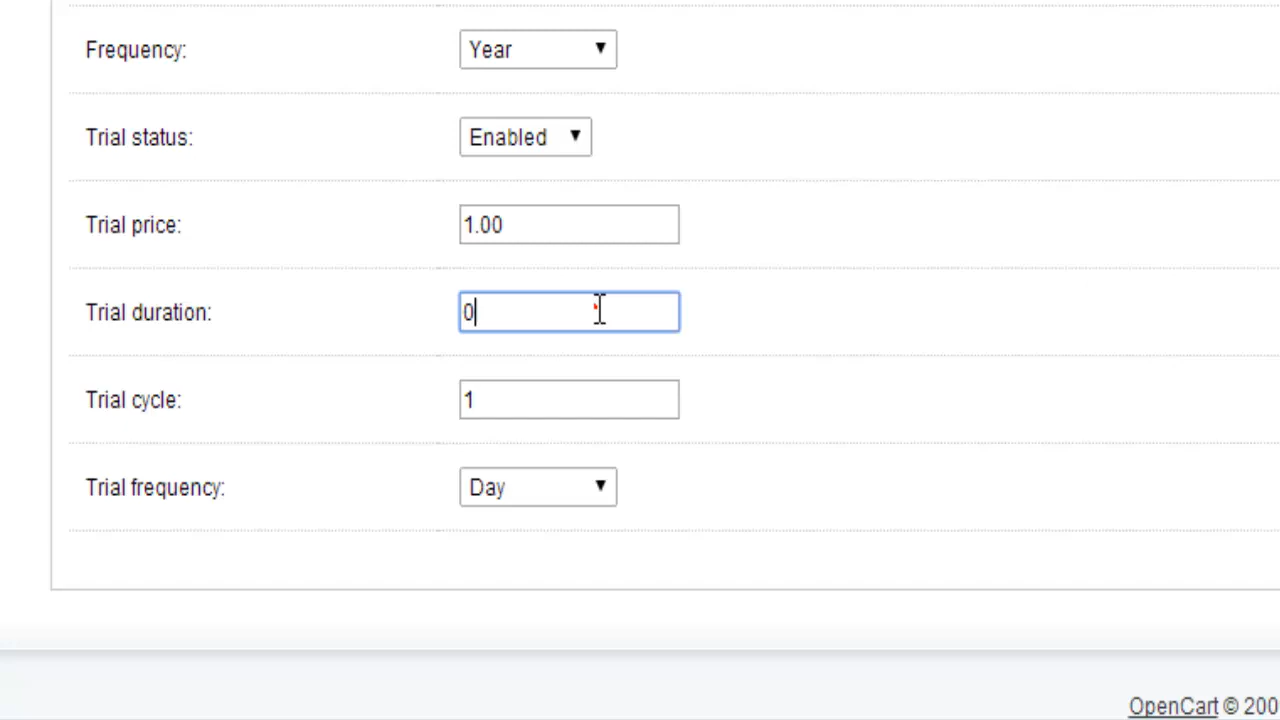 Frequency: Year
Trial status: Enabled
Trial price: 1.00
Trial duration: 0
Trial cycle: 1
Trial frequency: Day
OpenCart © 200